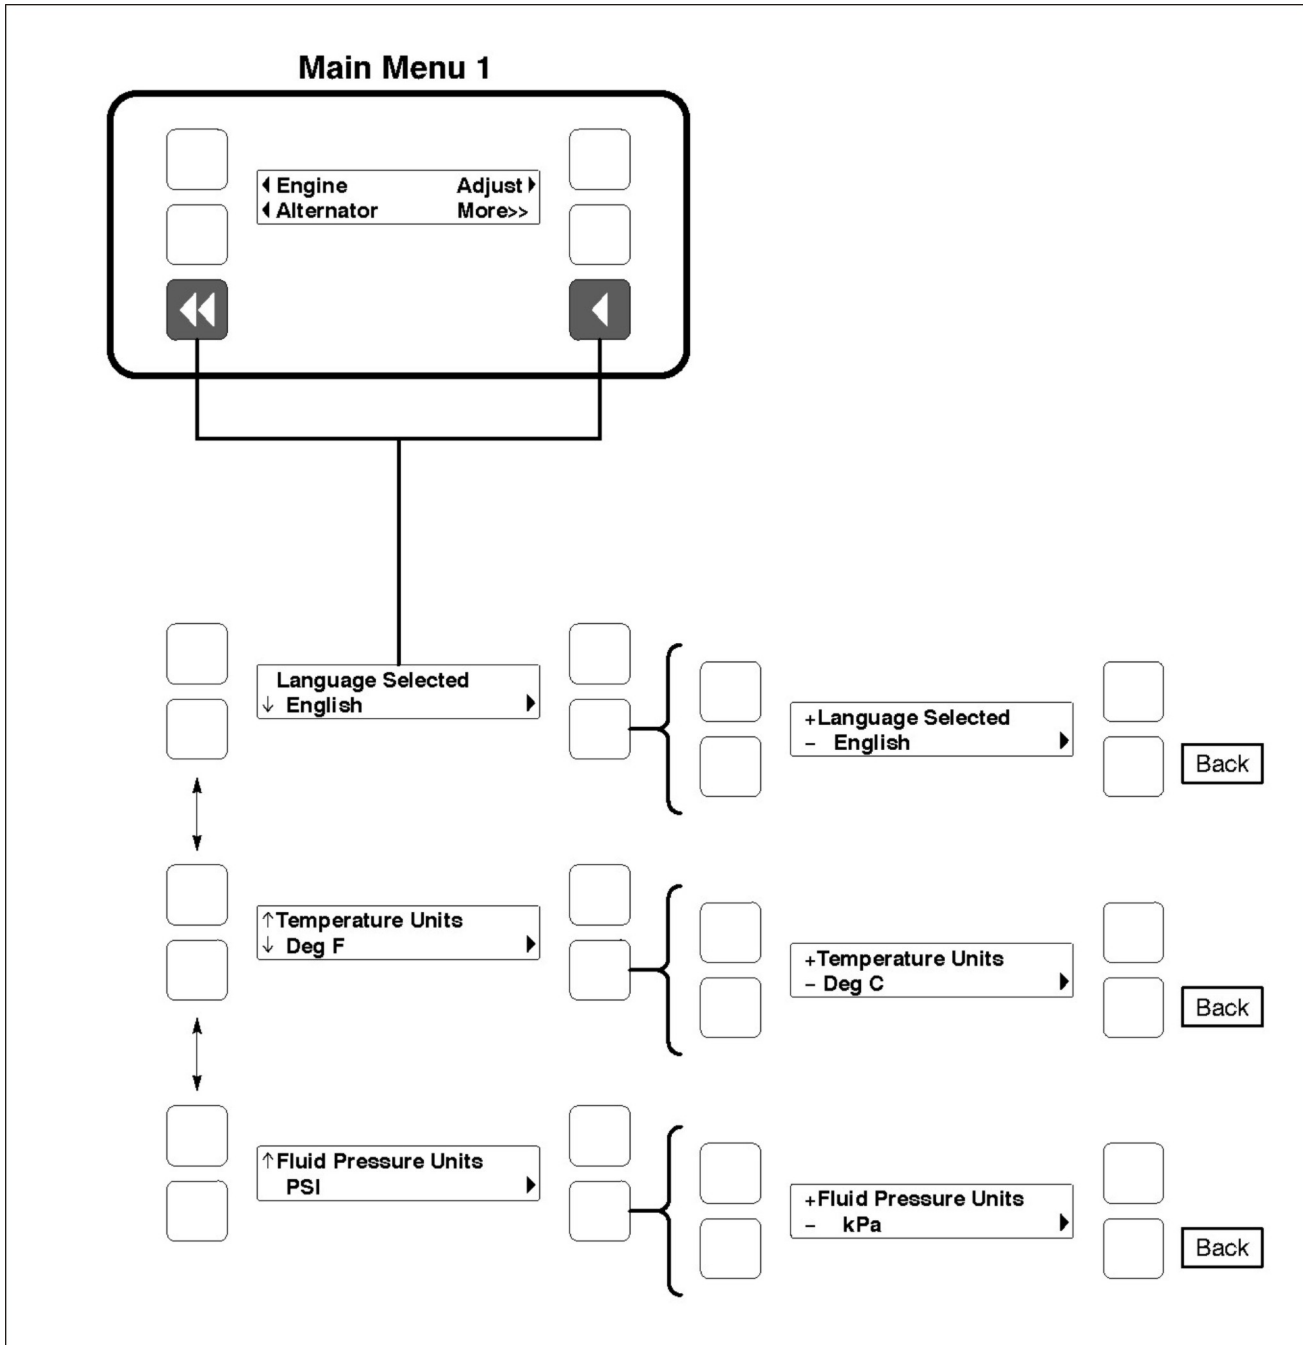 Main Menu 1
Engine Adjust
Alternator More>>
Language Selected
↓ English
+Language Selected
– English
Back
↑Temperature Units
↓ Deg F
+Temperature Units
– Deg C
Back
↑Fluid Pressure Units
PSI
+Fluid Pressure Units
– kPa
Back